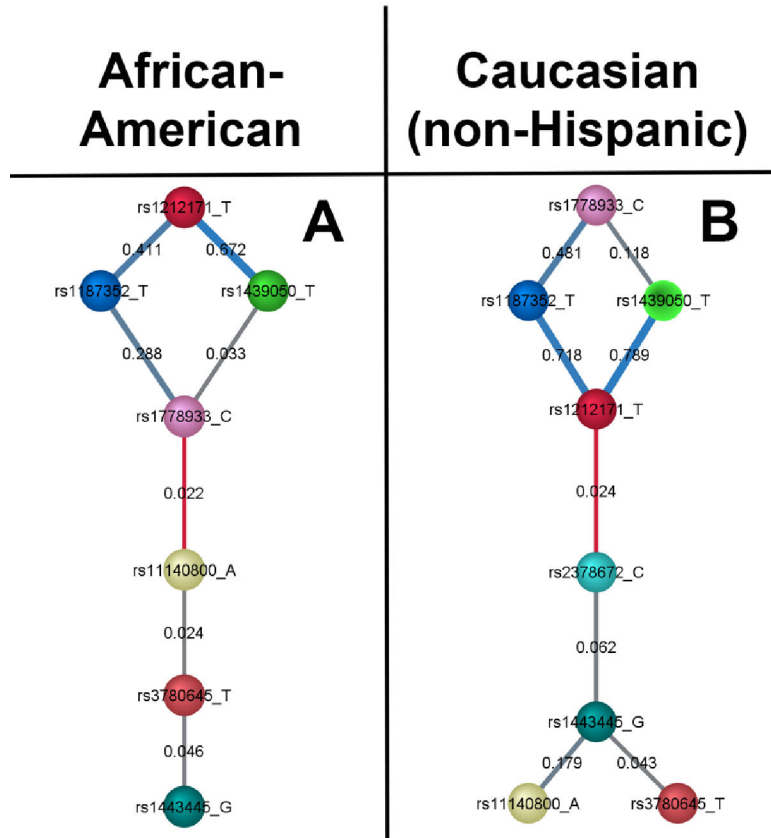 African-
American
Caucasian
(non-Hispanic)
A
rs1212171_T
0.411
0.672
rs1187352_T
rs1439050_T
0.288
0.033
rs1778933_C
0.022
rs11140800_A
0.024
rs3780645_T
0.046
rs1443445_G
B
rs1778933_C
0.481
0.118
rs1187352_T
rs1439050_T
0.718
0.789
rs1212171_T
0.024
rs2378672_C
0.062
rs1443445_G
0.179
0.043
rs11140800_A
rs3780645_T